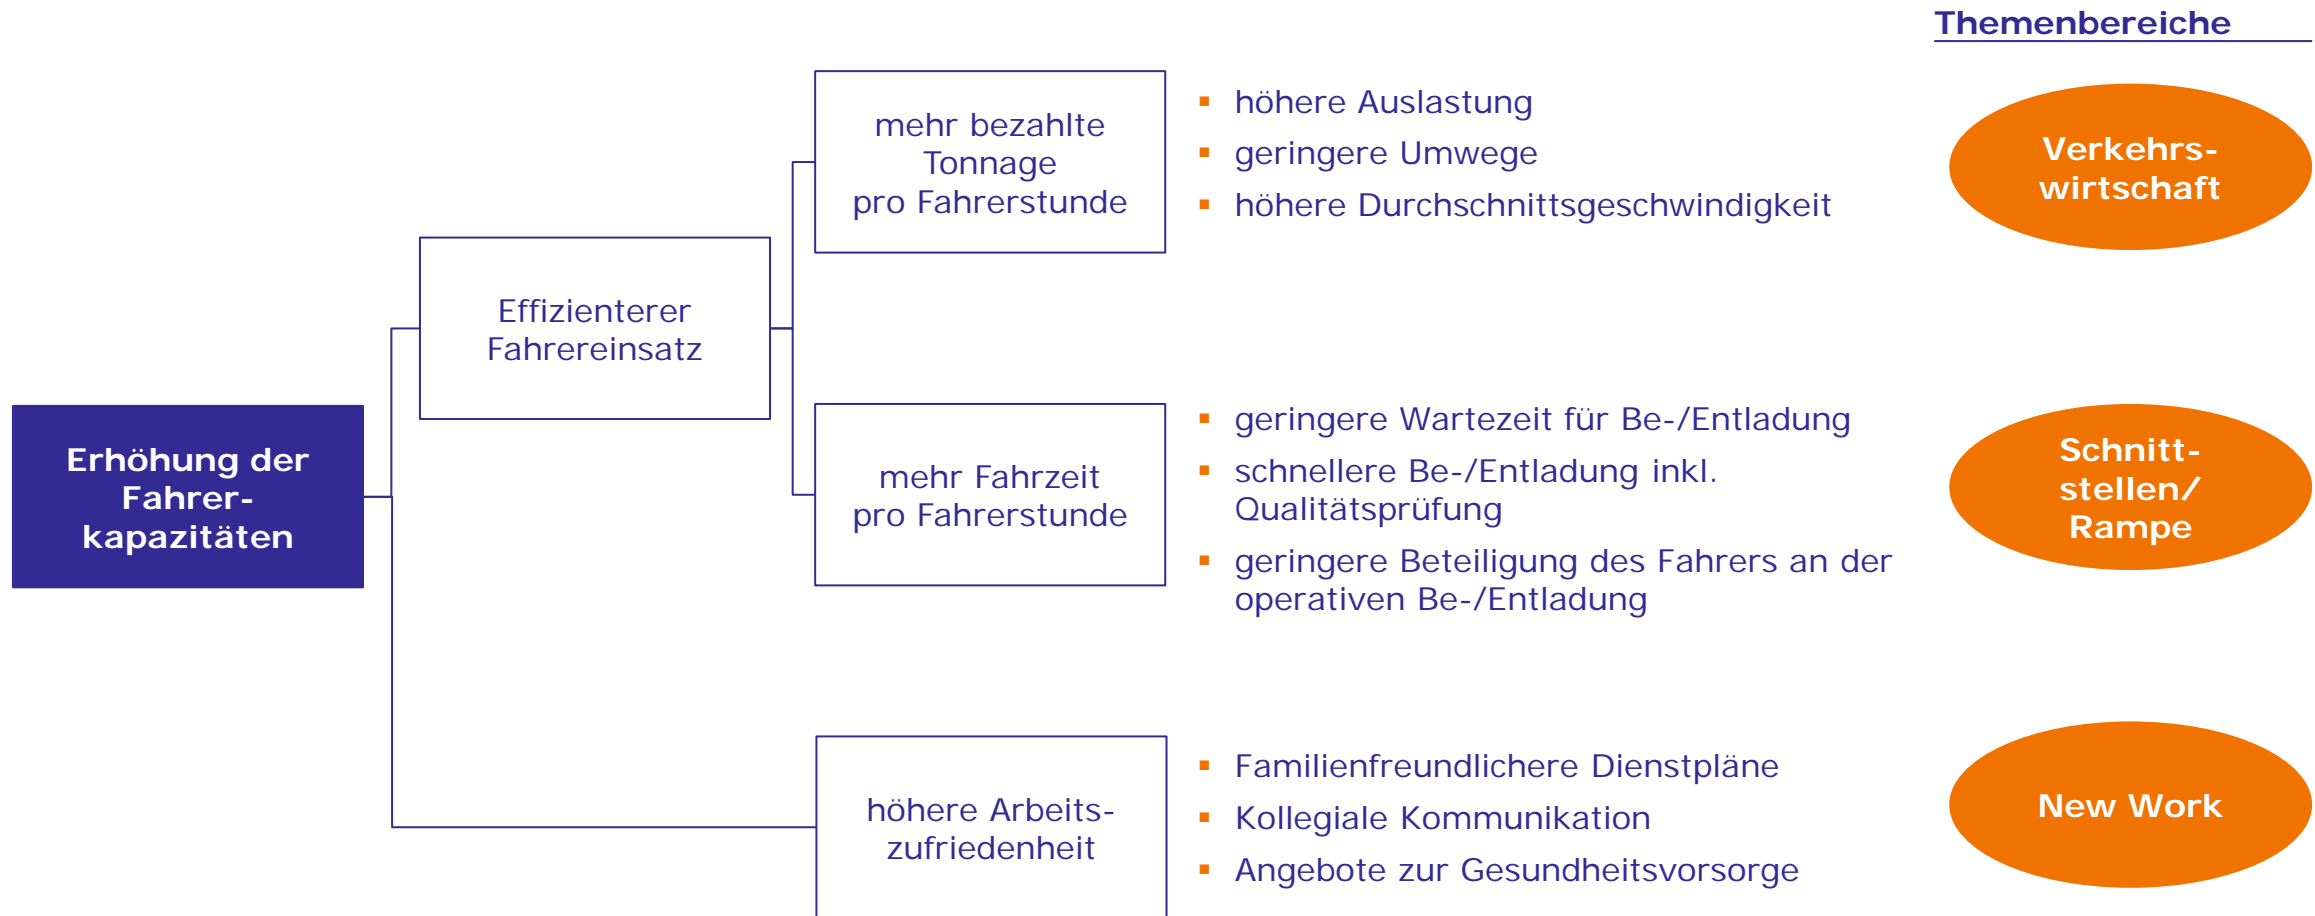 Themenbereiche
mehr bezahlte
Tonnage
pro Fahrerstunde
▪ höhere Auslastung
▪ geringere Umwege
▪ höhere Durchschnittsgeschwindigkeit
Verkehrs-
wirtschaft
Effizienterer
Fahrereinsatz
Erhöhung der
Fahrer-
kapazitäten
mehr Fahrzeit
pro Fahrerstunde
▪ geringere Wartezeit für Be-/Entladung
▪ schnellere Be-/Entladung inkl.
Qualitätsprüfung
▪ geringere Beteiligung des Fahrers an der
operativen Be-/Entladung
Schnitt-
stellen/
Rampe
höhere Arbeits-
zufriedenheit
▪ Familienfreundlichere Dienstpläne
▪ Kollegiale Kommunikation
▪ Angebote zur Gesundheitsvorsorge
New Work